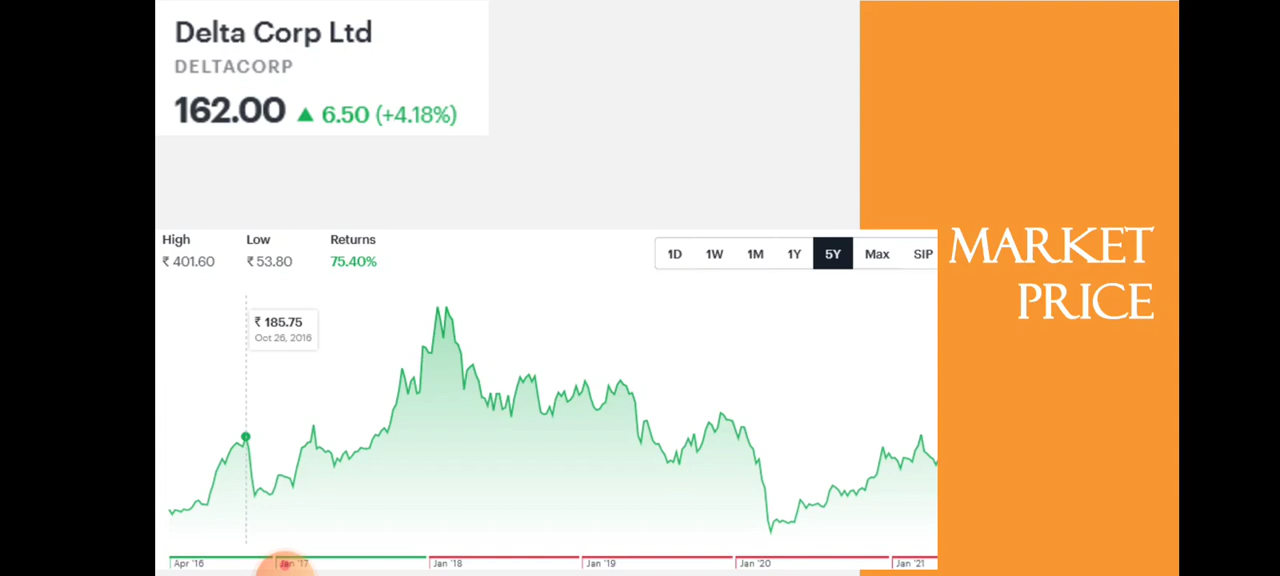 Delta Corp Ltd
DELTACORP
162.00 ▲ 6.50 (+4.18%)
High Low Returns
₹ 401.60 ₹ 53.80 75.40%
1D 1W 1M 1Y 5Y Max SIP
MARKET
PRICE
₹ 185.75
Oct 26, 2016
Apr '16 Jan '17 Jan '18 Jan '19 Jan '20 Jan '21